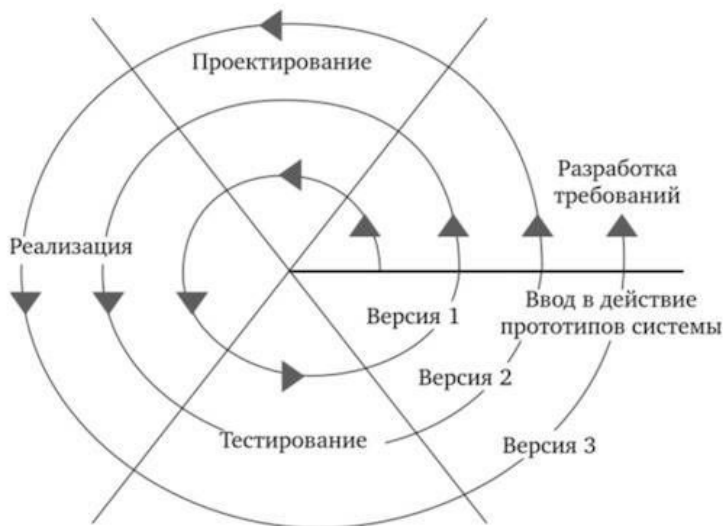 Проектирование
Разработка
требований
Реализация
Ввод в действие
прототипов системы
Версия 1
Версия 2
Тестирование
Версия 3